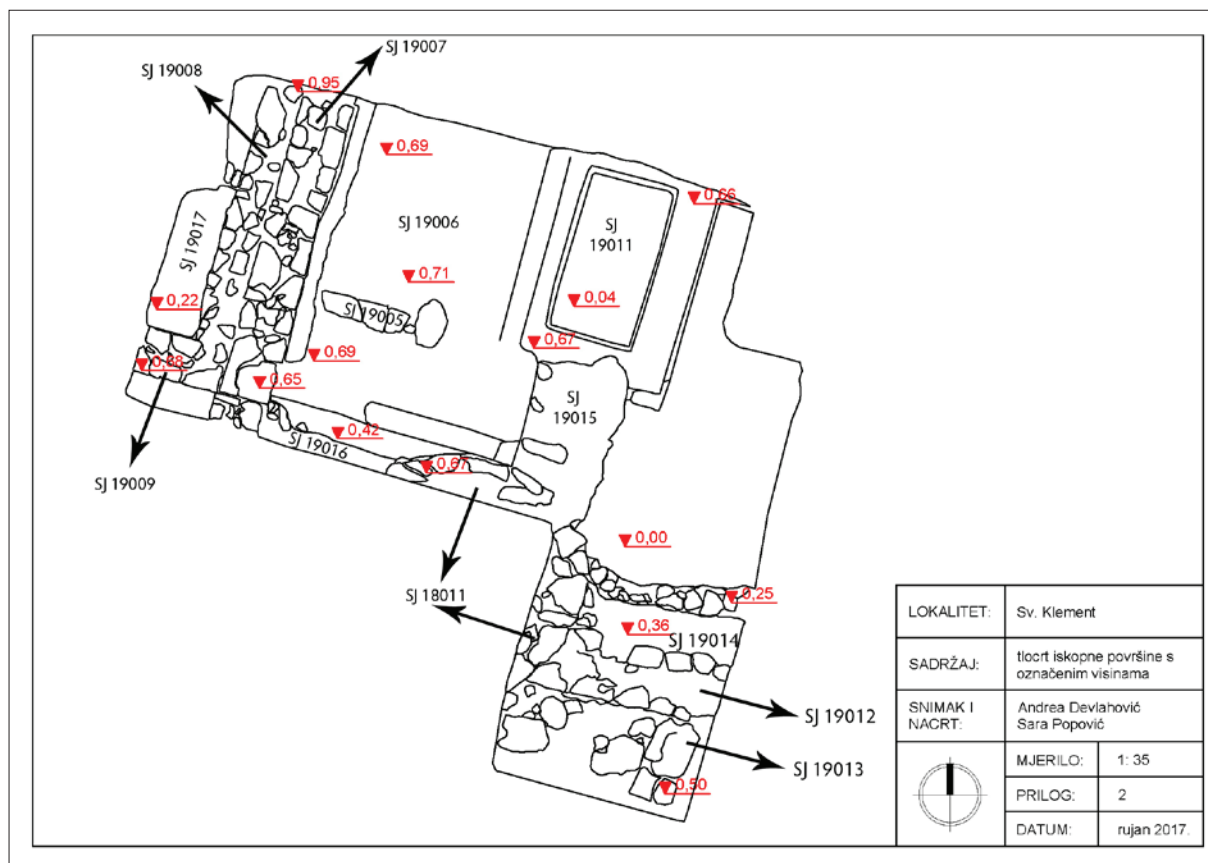 SJ 19007
SJ 19008
0,95
0,69
0,66
SJ 19006
SJ
19011
SJ 19017
0,71
0,04
0,22
SJ 19005
0,67
0,69
0,65
SJ
19015
0,42
SJ 19016
0,67
SJ 19009
0,00
SJ 18011
0,25
0,36
SJ 19014
SJ 19012
SJ 19013
0,50
LOKALITET: Sv. Klement
SADRŽAJ: tlocrt iskopne površine s
označenim visinama
SNIMAK I
NACRT:
Andrea Devlahović
Sara Popović
MJERILO: 1: 35
PRILOG: 2
DATUM: rujan 2017.